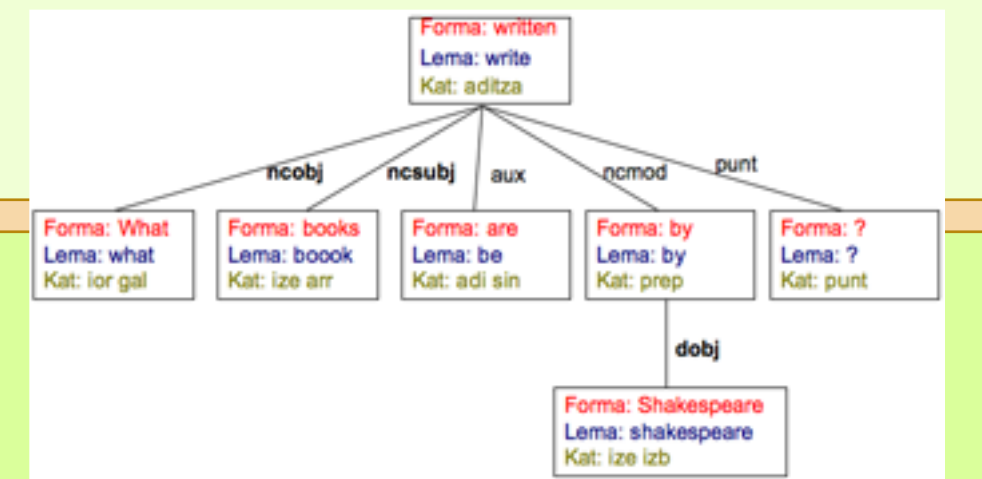 Forma: written
Lema: write
Kat: aditza
ncobj
ncsubj
aux
ncmod
punt
Forma: What
Lema: what
Kat: ior gal
Forma: books
Lema: boook
Kat: ize arr
Forma: are
Lema: be
Kat: adi sin
Forma: by
Lema: by
Kat: prep
Forma: ?
Lema: ?
Kat: punt
dobj
Forma: Shakespeare
Lema: shakespeare
Kat: ize izb